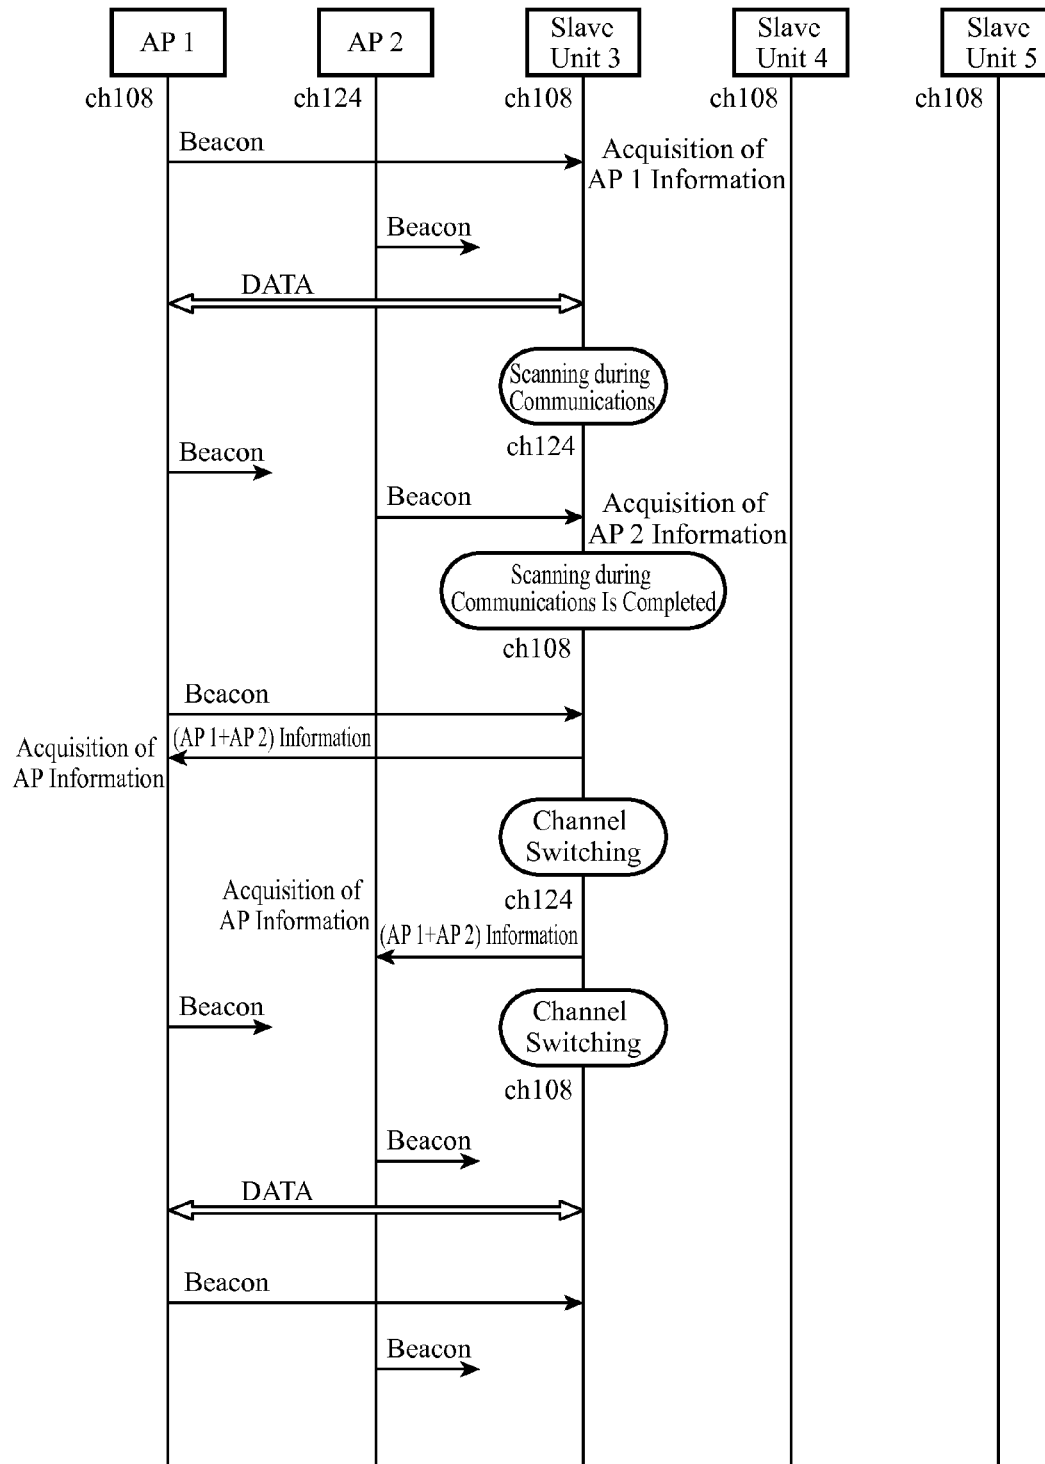 AP 1
AP 2
Slave
Unit 3
Slave
Unit 4
Slave
Unit 5
ch108
ch124
ch108
ch108
ch108
Beacon
Acquisition of
AP 1 Information
Beacon
DATA
Scanning during
Communications
ch124
Beacon
Beacon
Acquisition of
AP 2 Information
Scanning during
Communications Is Completed
ch108
Beacon
(AP 1+AP 2) Information
Acquisition of
AP Information
Channel
Switching
ch124
Acquisition of
AP Information
(AP 1+AP 2) Information
Beacon
Channel
Switching
ch108
Beacon
DATA
Beacon
Beacon